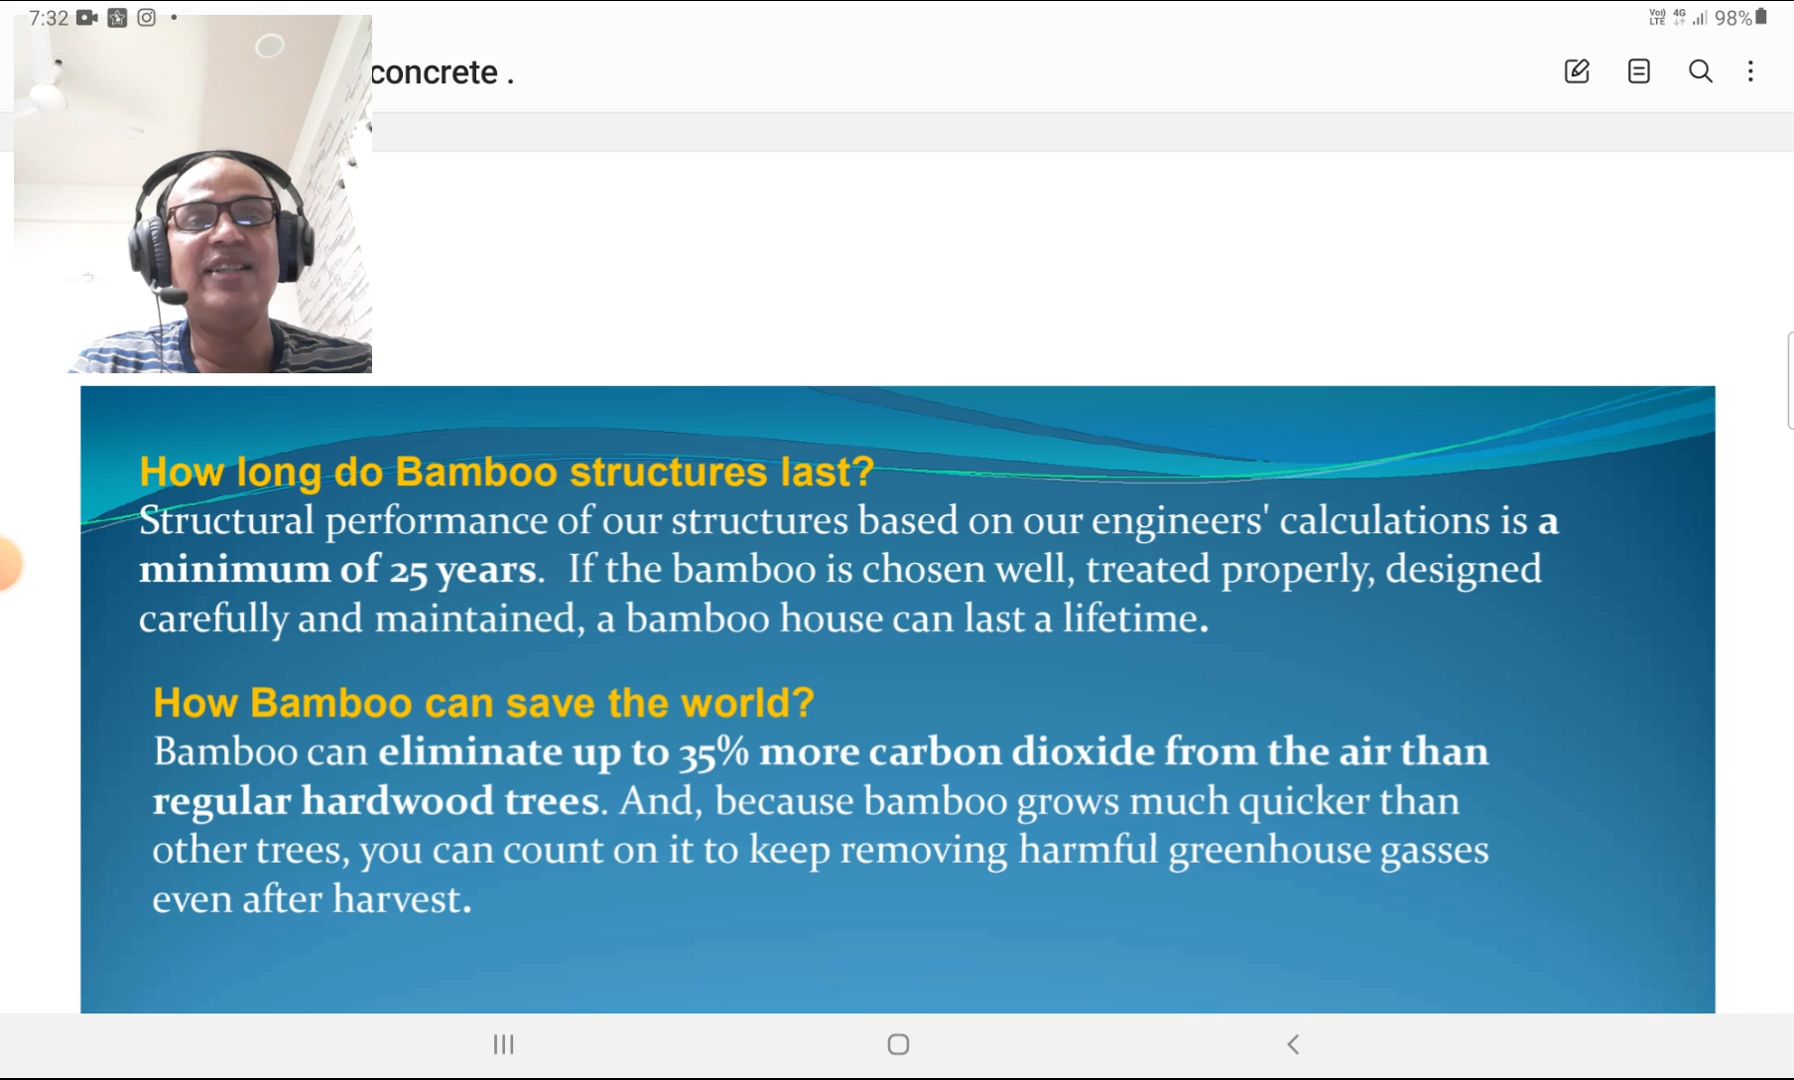 7:32
Vo)) 4G 98%
LTE
concrete .
How long do Bamboo structures last?
Structural performance of our structures based on our engineers' calculations is a
minimum of 25 years. If the bamboo is chosen well, treated properly, designed
carefully and maintained, a bamboo house can last a lifetime.
How Bamboo can save the world?
Bamboo can eliminate up to 35% more carbon dioxide from the air than
regular hardwood trees. And, because bamboo grows much quicker than
other trees, you can count on it to keep removing harmful greenhouse gasses
even after harvest.